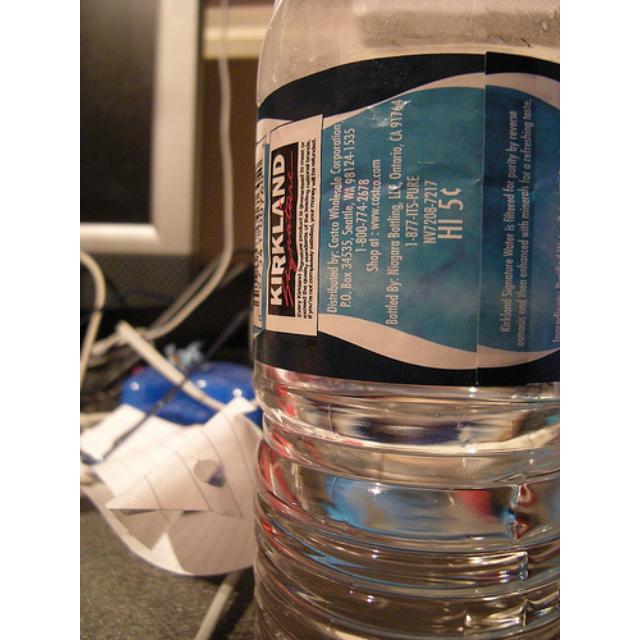 KIRKLAND
Signature
Distributed by: Costco Wholesale Corporation
P.O. Box 34535, Seattle, WA 98124-1535
1-800-774-2678
Shop at : www.costco.com
Bottled By: Niagara Bottling, LLC, Ontario, CA 91764
1-877-ITS-PURE
NV7208-7217
HI 5¢
Kirkland Signature Water is filtered for purity by reverse
osmosis and then enhanced with minerals for a refreshing taste.